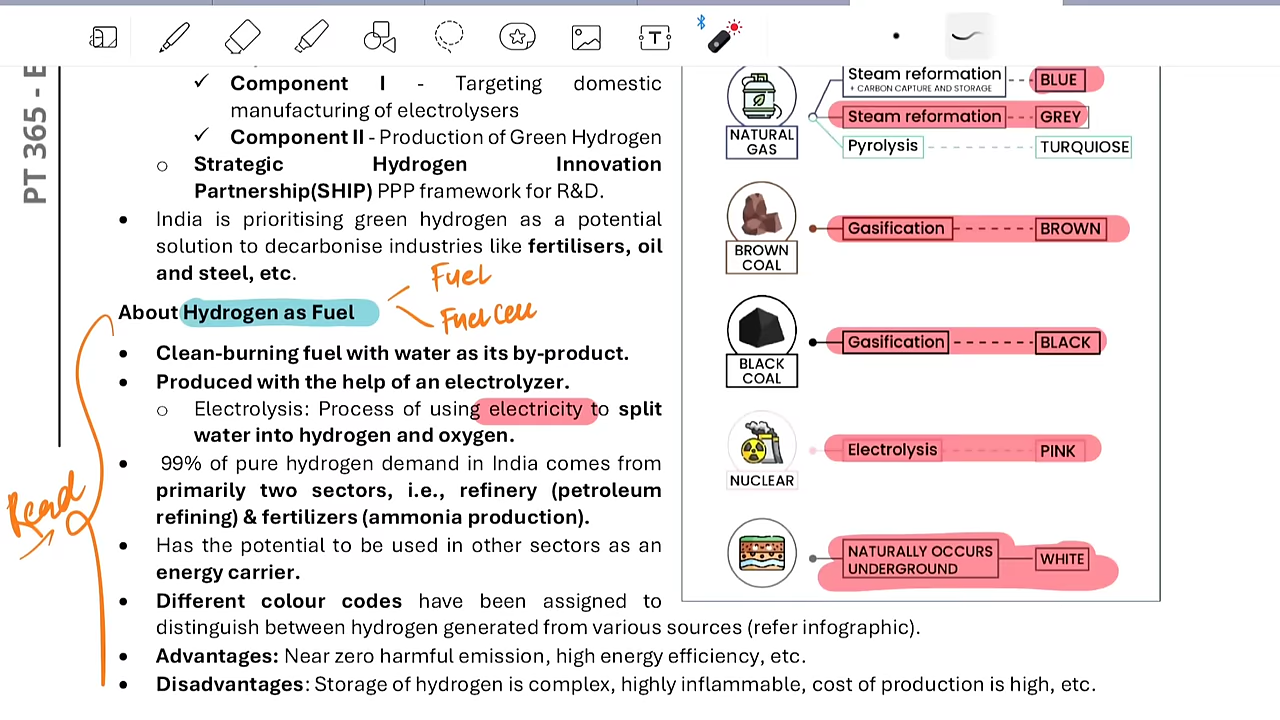 PT 365 - E
✓ Component I - Targeting domestic
manufacturing of electrolysers
✓ Component II - Production of Green Hydrogen
o Strategic Hydrogen Innovation
Partnership(SHIP) PPP framework for R&D.
• India is prioritising green hydrogen as a potential
solution to decarbonise industries like fertilisers, oil
and steel, etc.
Fuel
About Hydrogen as Fuel
Fuel Cell
• Clean-burning fuel with water as its by-product.
• Produced with the help of an electrolyzer.
o Electrolysis: Process of using electricity to split
water into hydrogen and oxygen.
• 99% of pure hydrogen demand in India comes from
primarily two sectors, i.e., refinery (petroleum
refining) & fertilizers (ammonia production).
Read
• Has the potential to be used in other sectors as an
energy carrier.
• Different colour codes have been assigned to
distinguish between hydrogen generated from various sources (refer infographic).
• Advantages: Near zero harmful emission, high energy efficiency, etc.
• Disadvantages: Storage of hydrogen is complex, highly inflammable, cost of production is high, etc.
Steam reformation BLUE
+ CARBON CAPTURE AND STORAGE
Steam reformation GREY
NATURAL
GAS
Pyrolysis TURQUIOSE
Gasification BROWN
BROWN
COAL
Gasification BLACK
BLACK
COAL
Electrolysis PINK
NUCLEAR
NATURALLY OCCURS
UNDERGROUND
WHITE
T